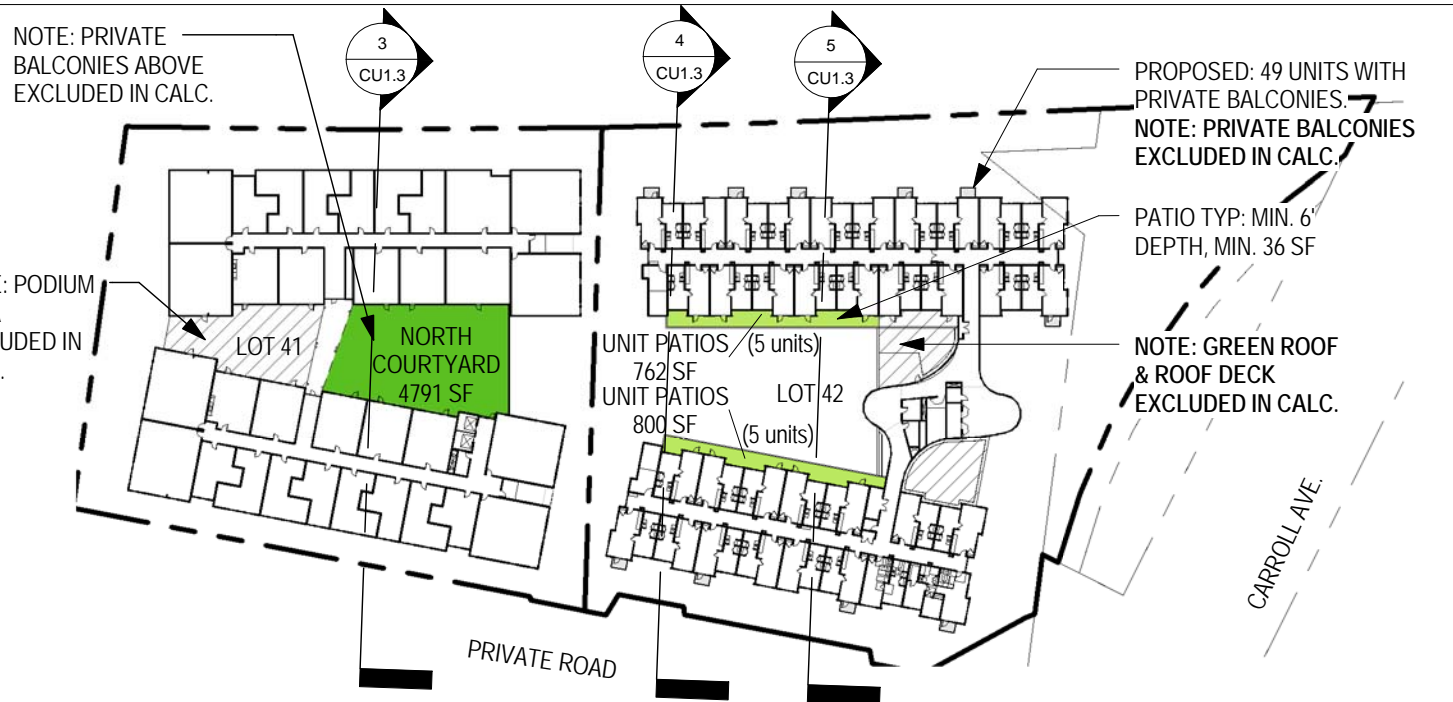 NOTE: PRIVATE
BALCONIES ABOVE
EXCLUDED IN CALC.
3
CU1.3
4
CU1.3
5
CU1.3
PROPOSED: 49 UNITS WITH
PRIVATE BALCONIES.
NOTE: PRIVATE BALCONIES
EXCLUDED IN CALC.
PATIO TYP: MIN. 6'
DEPTH, MIN. 36 SF
: PODIUM
LUDED IN
.
LOT 41
NORTH
COURTYARD
4791 SF
UNIT PATIOS (5 units)
762 SF
UNIT PATIOS
800 SF
(5 units)
LOT 42
NOTE: GREEN ROOF
& ROOF DECK
EXCLUDED IN CALC.
CARROLL AVE.
PRIVATE ROAD